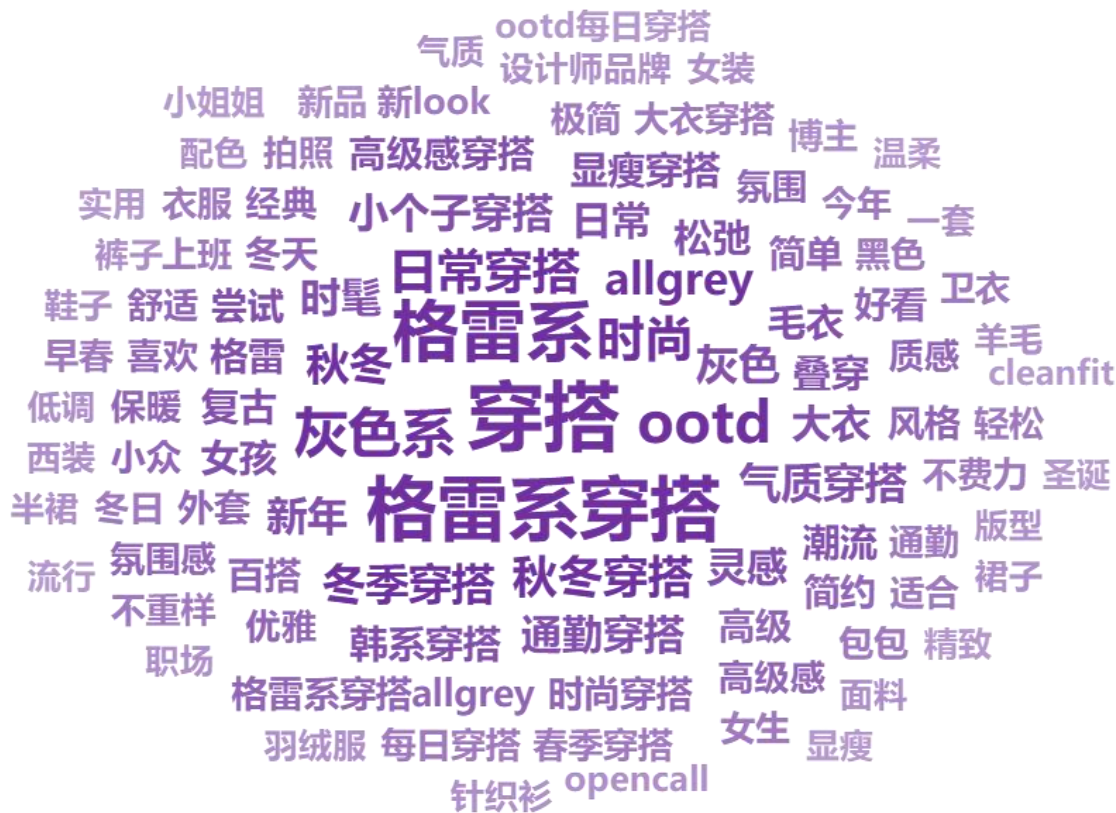 ootd每日穿搭
气质 设计师品牌 女装
小姐姐 新品 新look 极简 大衣穿搭 博主
配色 拍照 高级感穿搭 显瘦穿搭 氛围 温柔
实用 衣服 经典 小个子穿搭 日常 松弛 今年 一套
裤子 上班 冬天 日常穿搭 allgrey 简单 黑色
鞋子 舒适 尝试 时髦 格雷系 时尚 毛衣 好看 卫衣
早春 喜欢 格雷 秋冬 灰色 叠穿 质感 羊毛
cleanfit
低调 保暖 复古 灰色系 穿搭 ootd 大衣 风格 轻松
西装 小众 女孩 气质穿搭 不费力 圣诞
半裙 冬日 外套 新年 格雷系穿搭 潮流 通勤 版型
流行 氛围感 百搭 冬季穿搭 秋冬穿搭 灵感 简约 适合 裙子
不重样 优雅 韩系穿搭 通勤穿搭 高级 包包 精致
职场
格雷系穿搭allgrey 时尚穿搭 高级感 面料
羽绒服 每日穿搭 春季穿搭 女生 显瘦
针织衫 opencall